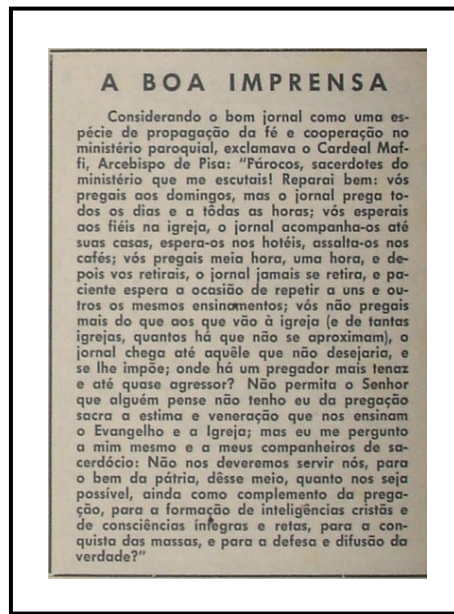 A BOA IMPRENSA
Considerando o bom jornal como uma es-
pécie de propagação da fé e cooperação no
ministério paroquial, exclamava o Cardeal Maf-
fi, Arcebispo de Pisa: “Párocos, sacerdotes do
ministério que me escutais! Reparai bem: vós
pregais aos domingos, mas o jornal prega to-
dos os dias e a tôdas as horas; vós esperais
aos fiéis na igreja, o jornal acompanha-os até
suas casas, espera-os nos hotéis, assalta-os nos
cafés; vós pregais meia hora, uma hora, e de-
pois vos retirais, o jornal jamais se retira, e pa-
ciente espera a ocasião de repetir a uns e ou-
tros os mesmos ensinamentos; vós não pregais
mais do que aos que vão à igreja (e de tantas
igrejas, quantos há que não se aproximam), o
jornal chega até aquêle que não desejaria, e
se lhe impõe; onde há um pregador mais tenaz
e até quase agressor? Não permita o Senhor
que alguém pense não tenho eu da pregação
sacra a estima e veneração que nos ensinam
o Evangelho e a Igreja; mas eu me pergunto
a mim mesmo e a meus companheiros de sa-
cerdócio: Não nos deveremos servir nós, para
o bem da pátria, dêsse meio, quanto nos seja
possível, ainda como complemento da prega-
ção, para a formação de inteligências cristãs e
de consciências íntegras e retas, para a con-
quista das massas, e para a defesa e difusão da
verdade?”